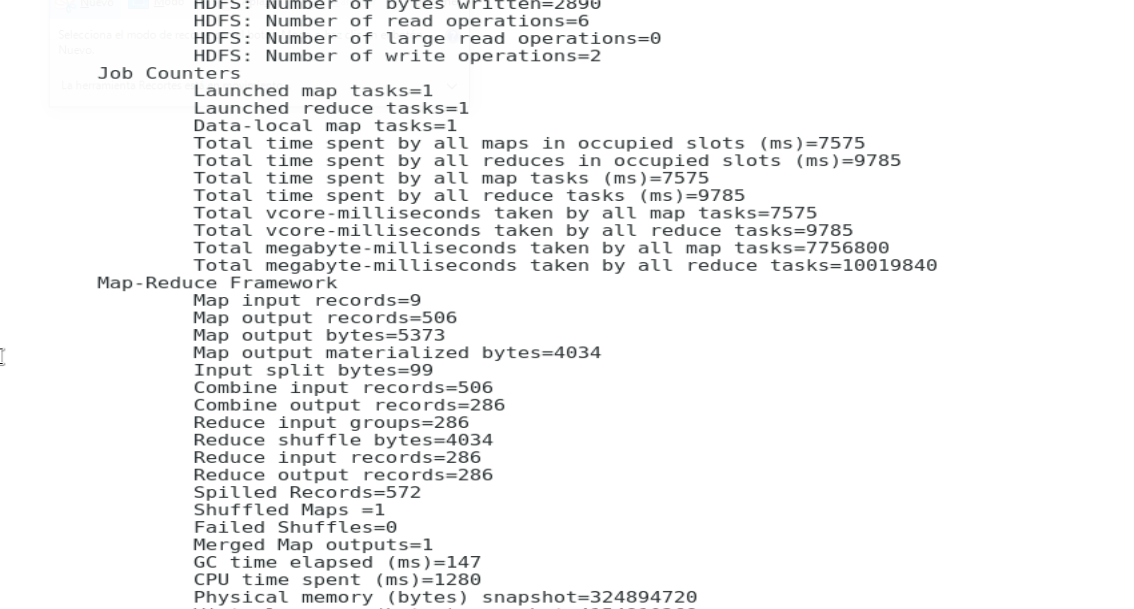 HDFS: Number of bytes written=2890
HDFS: Number of read operations=6
HDFS: Number of large read operations=0
HDFS: Number of write operations=2
Job Counters
Launched map tasks=1
Launched reduce tasks=1
Data-local map tasks=1
Total time spent by all maps in occupied slots (ms)=7575
Total time spent by all reduces in occupied slots (ms)=9785
Total time spent by all map tasks (ms)=7575
Total time spent by all reduce tasks (ms)=9785
Total vcore-milliseconds taken by all map tasks=7575
Total vcore-milliseconds taken by all reduce tasks=9785
Total megabyte-milliseconds taken by all map tasks=7756800
Total megabyte-milliseconds taken by all reduce tasks=10019840
Map-Reduce Framework
Map input records=9
Map output records=506
Map output bytes=5373
Map output materialized bytes=4034
Input split bytes=99
Combine input records=506
Combine output records=286
Reduce input groups=286
Reduce shuffle bytes=4034
Reduce input records=286
Reduce output records=286
Spilled Records=572
Shuffled Maps =1
Failed Shuffles=0
Merged Map outputs=1
GC time elapsed (ms)=147
CPU time spent (ms)=1280
Physical memory (bytes) snapshot=324894720